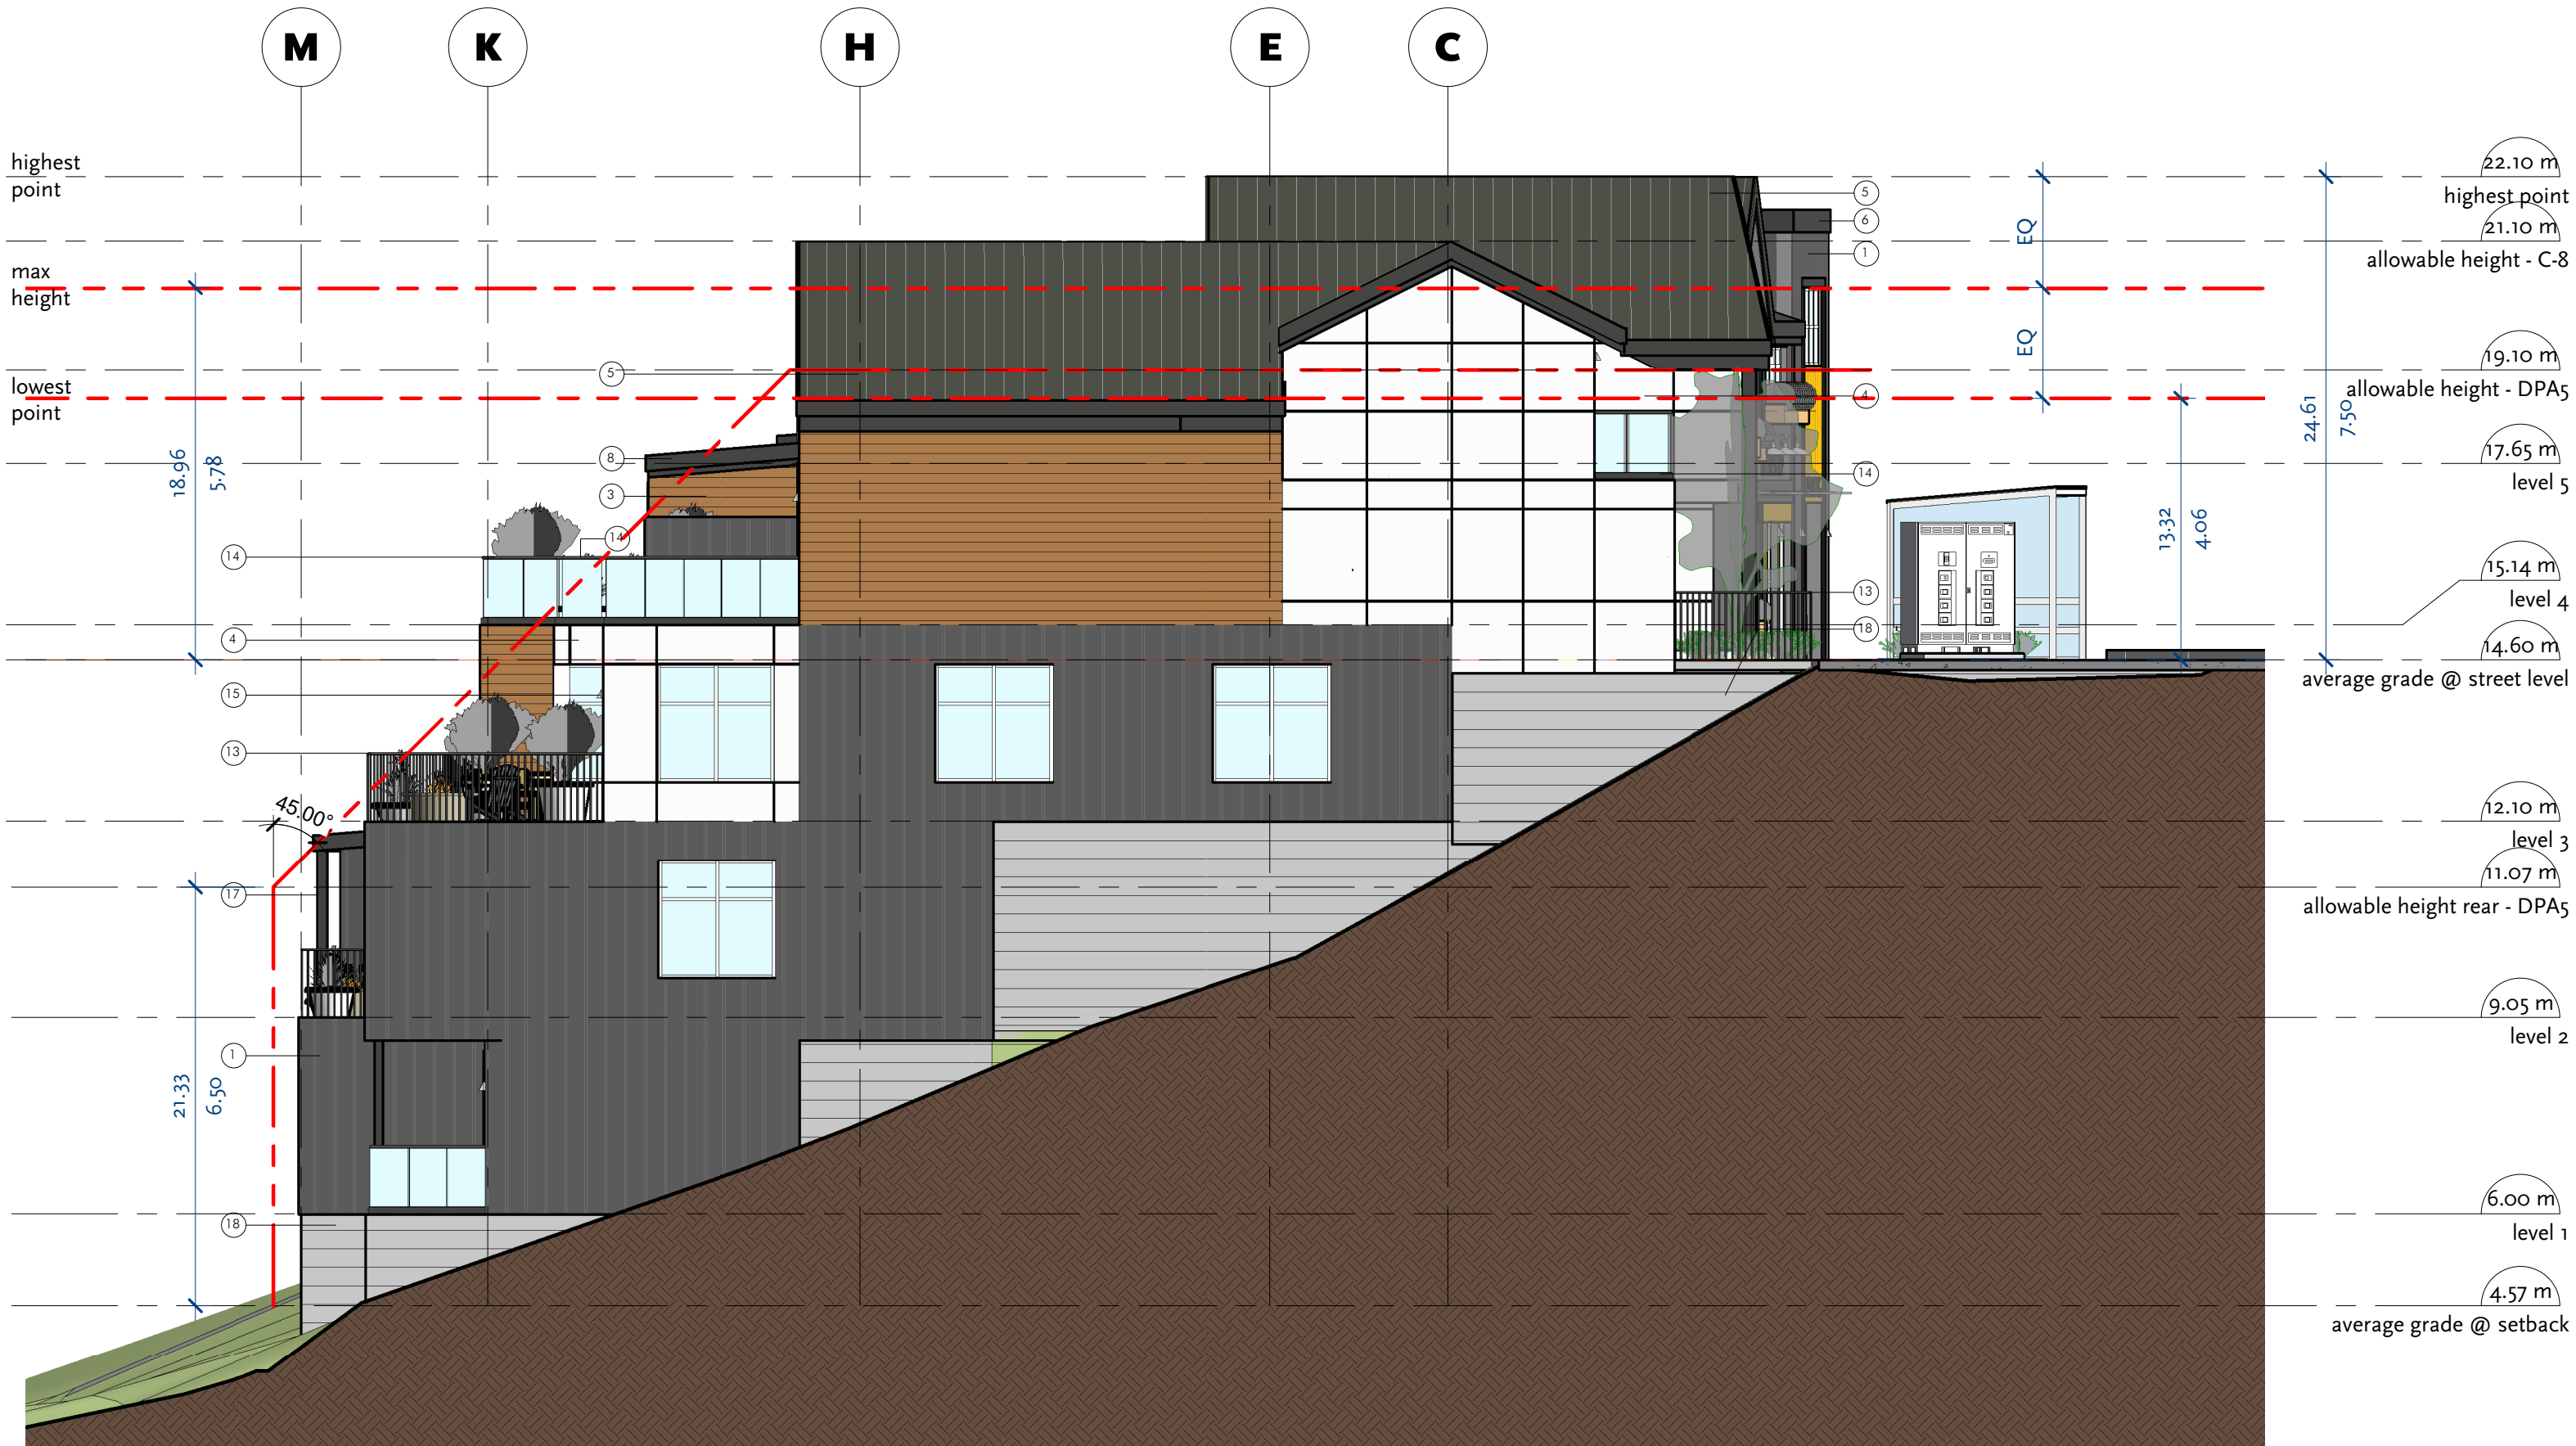 M
K
H
E
C
highest
point
max
height
lowest
point
22.10 m
highest point
21.10 m
allowable height - C-8
19.10 m
allowable height - DPA5
17.65 m
level 5
15.14 m
level 4
14.60 m
average grade @ street level
12.10 m
level 3
11.07 m
allowable height rear - DPA5
9.05 m
level 2
6.00 m
level 1
4.57 m
average grade @ setback
EQ
EQ
24.61
7.50
13.32
4.06
18.96
5.78
21.33
6.50
45.00°
5
6
1
4
14
13
18
5
8
3
14
14
4
15
13
17
1
18